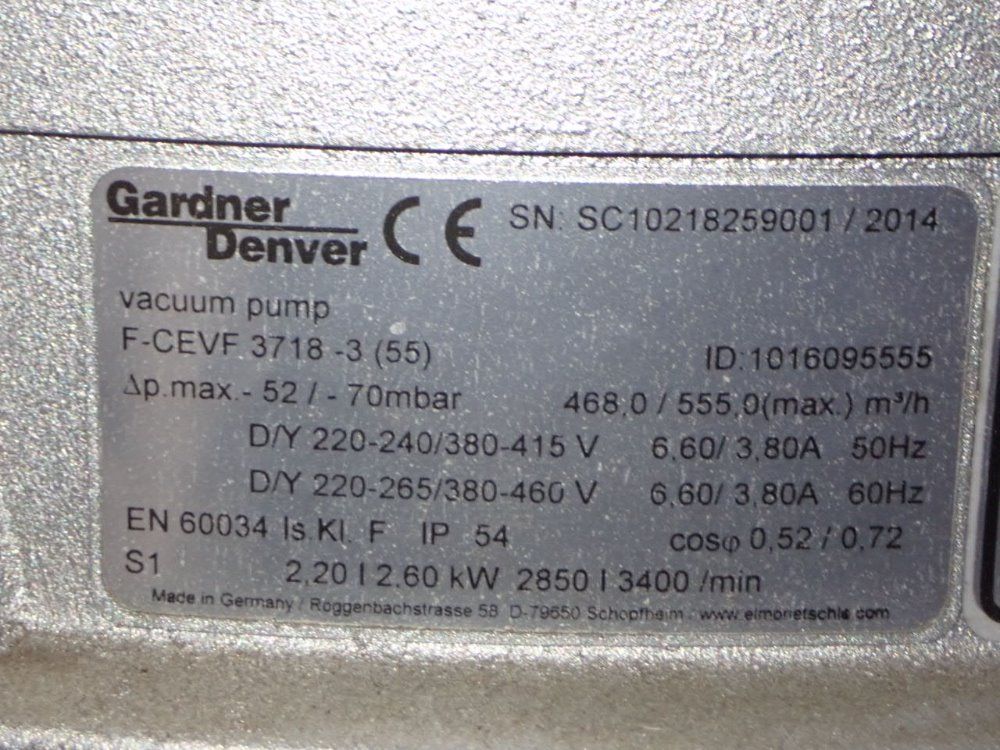 Gardner
Denver CE SN: SC10218259001 / 2014
vacuum pump
F-CEVF 3718 -3 (55) ID:1016095555
Δp.max.- 52 / - 70mbar 468,0 / 555,0(max.) m³/h
D/Y 220-240/380-415 V 6,60/ 3,80A 50Hz
D/Y 220-265/380-460 V 6,60/ 3,80A 60Hz
EN 60034 Is.Kl. F IP 54 cosφ 0,52 / 0,72
S1 2,20 | 2,60 kW 2850 | 3400 /min
Made in Germany / Roggenbachstrasse 58 D-79650 Schopfheim . www.elmorietschle.com